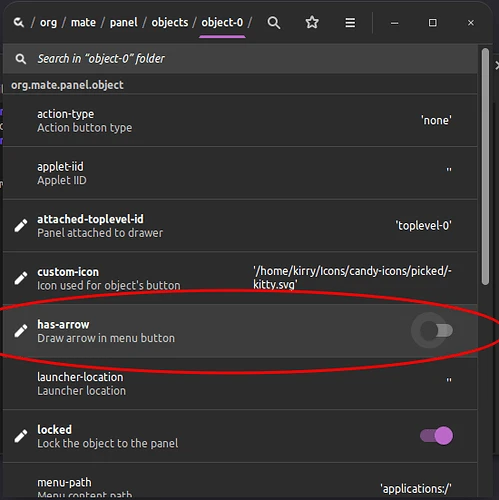 / org / mate / panel / objects / object-0 /
Search in “object-0” folder
org.mate.panel.object
action-type
Action button type
'none'
applet-iid
Applet IID
''
attached-toplevel-id
Panel attached to drawer
'toplevel-0'
custom-icon
Icon used for object's button
'/home/kirry/Icons/candy-icons/picked/-
kitty.svg'
has-arrow
Draw arrow in menu button
launcher-location
Launcher location
''
locked
Lock the object to the panel
menu-path
Menu content path
'applications:/'